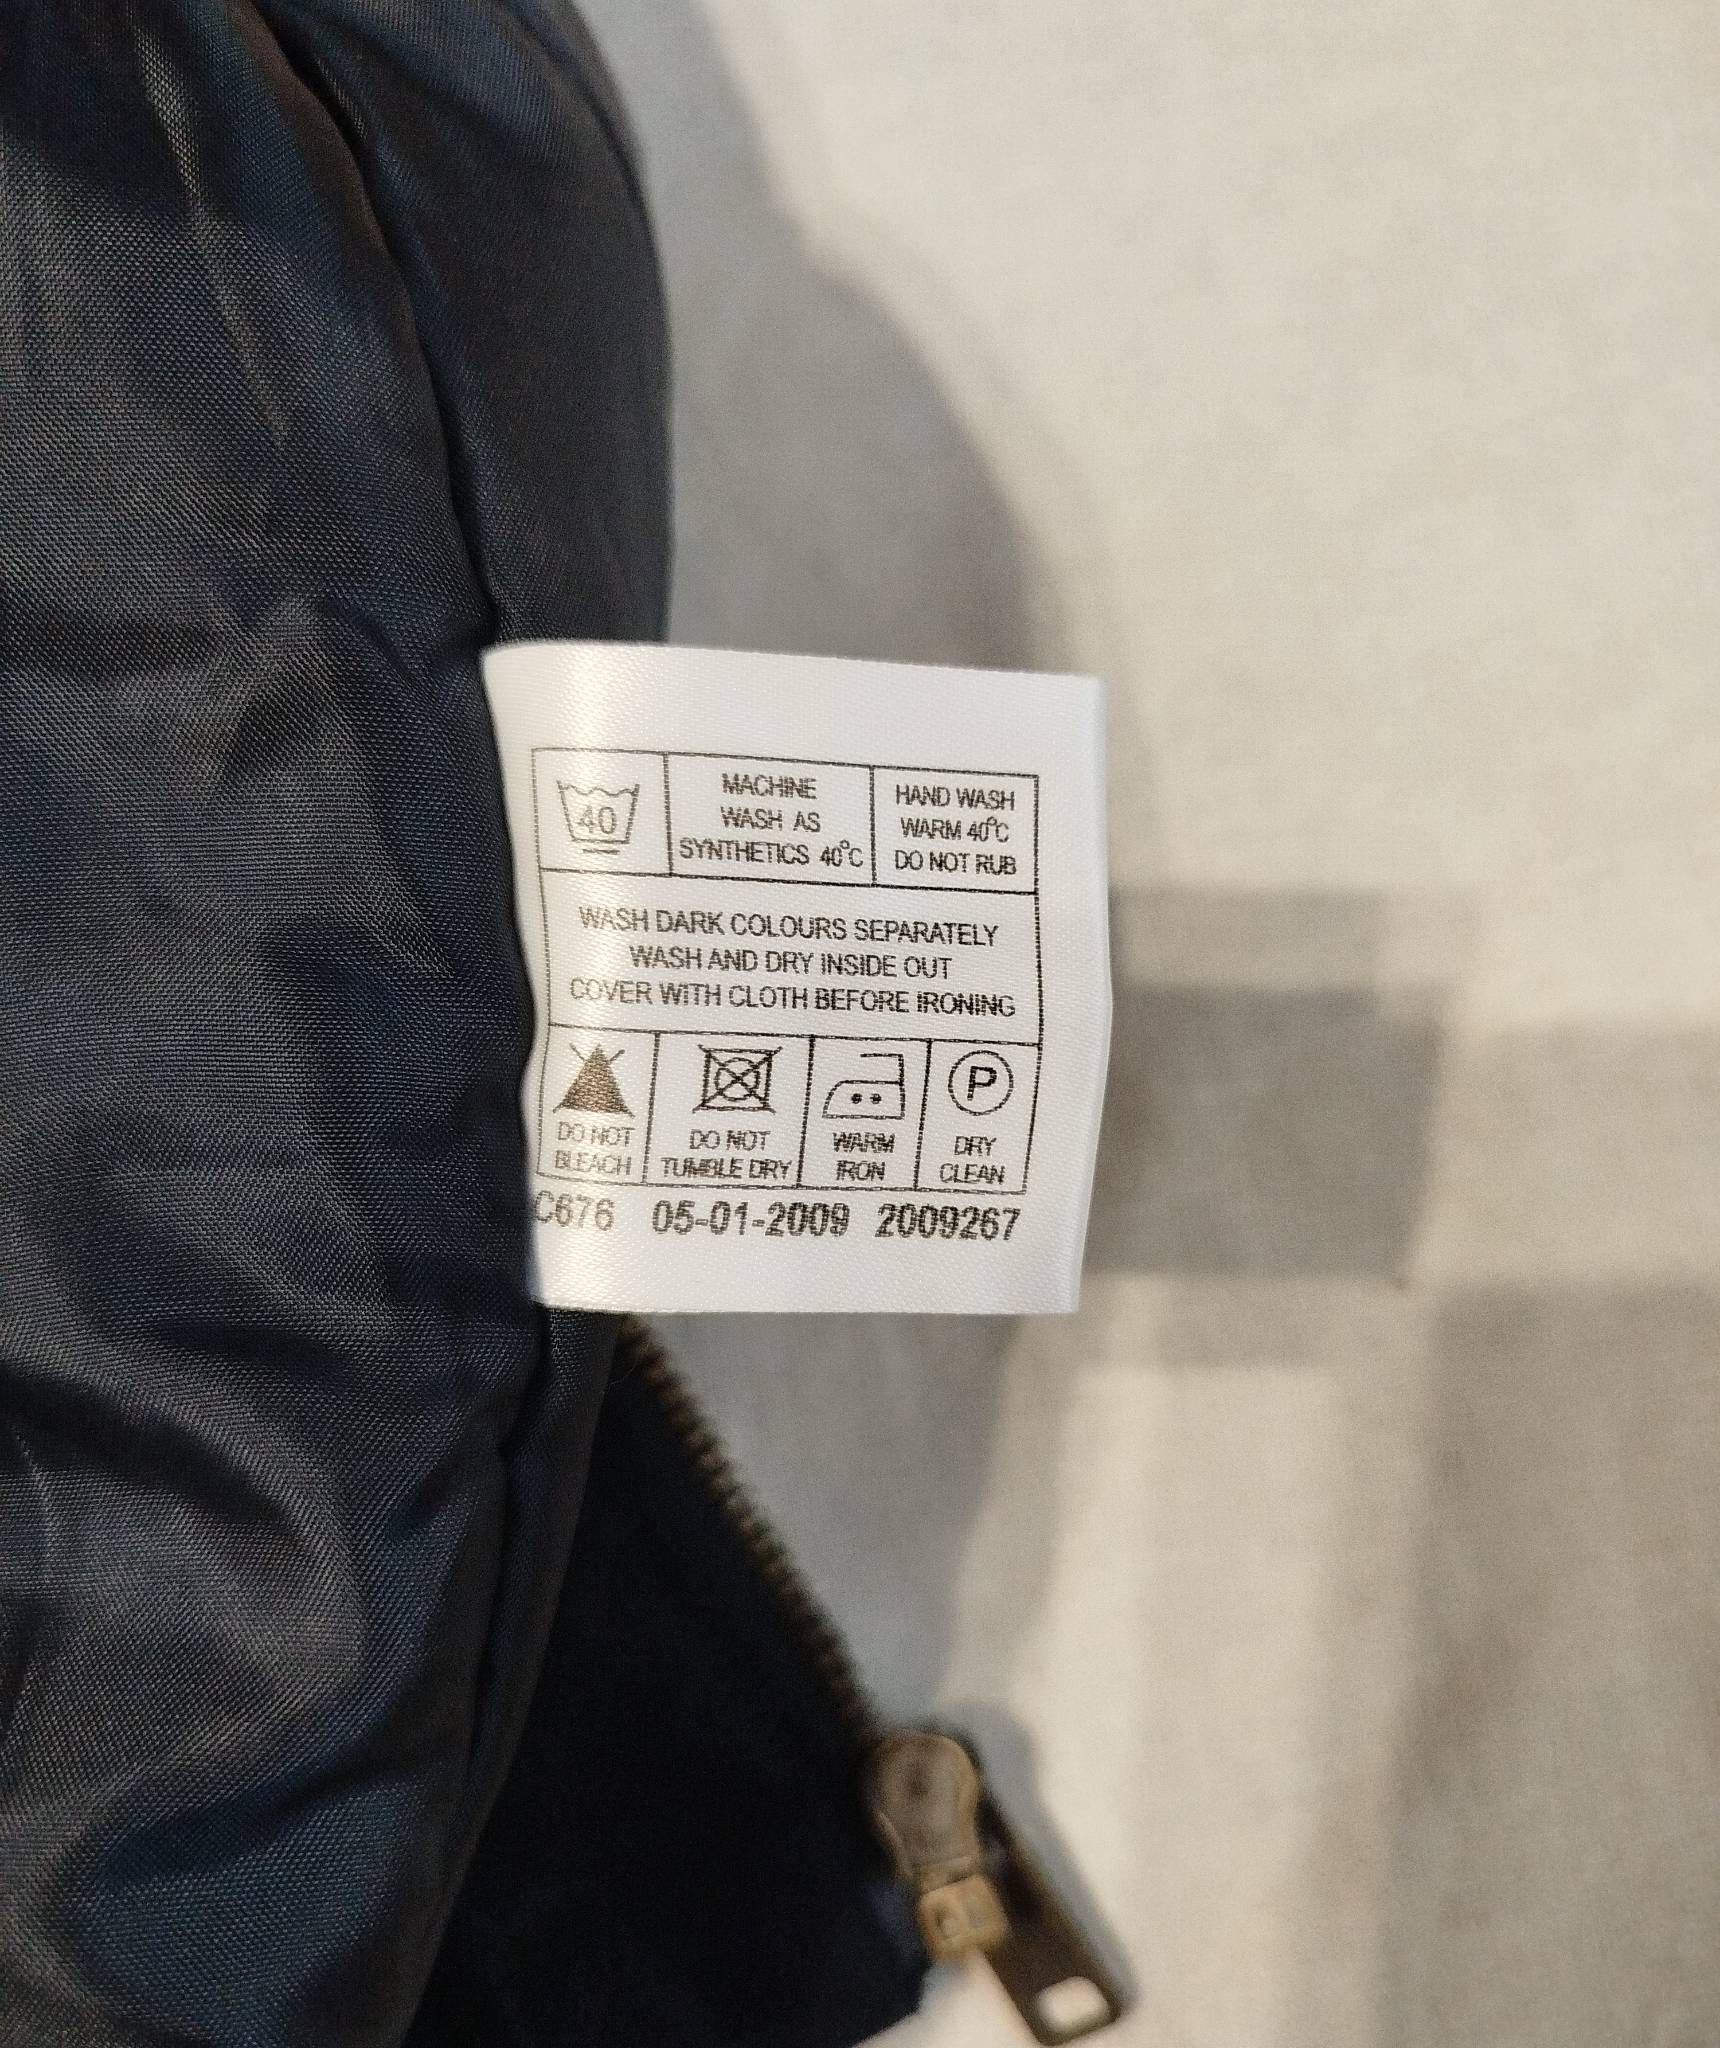 40
MACHINE
WASH AS
SYNTHETICS 40°C
HAND WASH
WARM 40°C
DO NOT RUB
WASH DARK COLOURS SEPARATELY
WASH AND DRY INSIDE OUT
COVER WITH CLOTH BEFORE IRONING
DO NOT
BLEACH
DO NOT
TUMBLE DRY
WARM
IRON
P
DRY
CLEAN
C676 05-01-2009 2009267